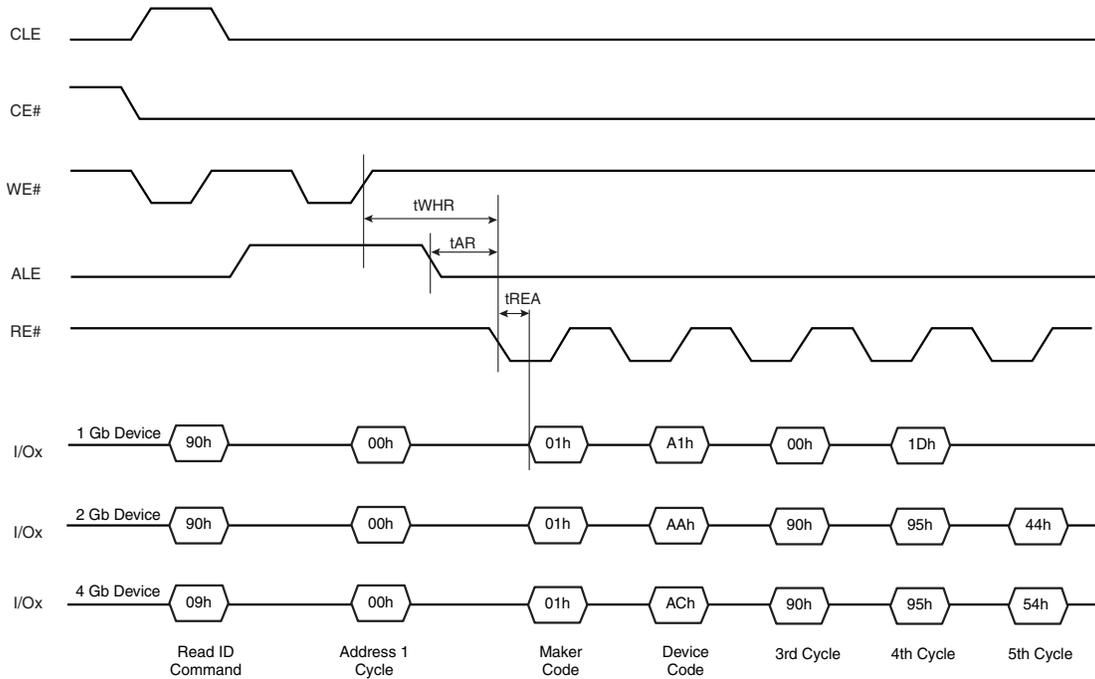 CLE
CE#
WE#
tWHR
tAR
ALE
tREA
RE#
I/Ox
1 Gb Device
90h
00h
01h
A1h
00h
1Dh
I/Ox
2 Gb Device
90h
00h
01h
AAh
90h
95h
44h
I/Ox
4 Gb Device
09h
00h
01h
ACh
90h
95h
54h
Read ID
Command
Address 1
Cycle
Maker
Code
Device
Code
3rd Cycle
4th Cycle
5th Cycle